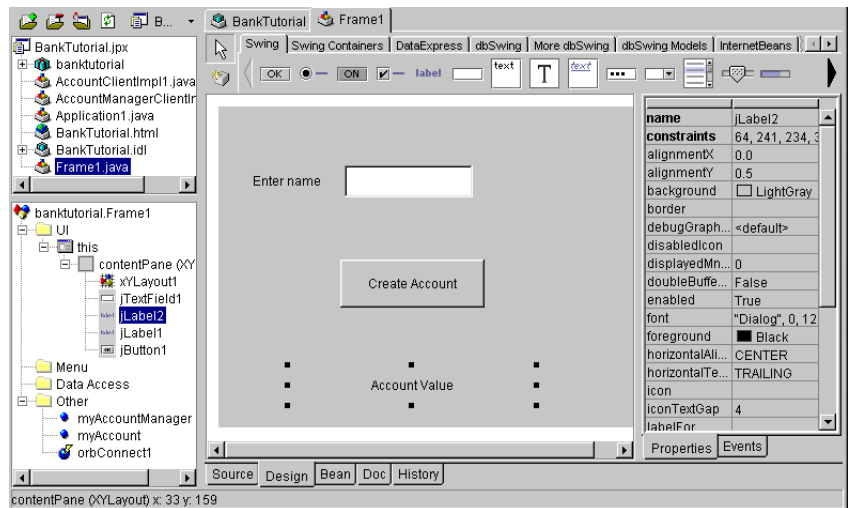 B...
BankTutorial Frame1
BankTutorial.jpx
banktutorial
AccountClientImpl1.java
AccountManagerClientIr
Application1.java
BankTutorial.html
BankTutorial.idl
Frame1.java
banktutorial.Frame1
UI
this
contentPane (XY
xYLayout1
jTextField1
jLabel2
jLabel1
jButton1
Menu
Data Access
Other
myAccountManager
myAccount
orbConnect1
Swing Swing Containers DataExpress dbSwing More dbSwing dbSwing Models InternetBeans
OK ON label text T text
Enter name
Create Account
Account Value
name jLabel2
constraints 64, 241, 234, 3
alignmentX 0.0
alignmentY 0.5
background LightGray
border
debugGraph... <default>
disabledIcon
displayedMn... 0
doubleBuffe... False
enabled True
font "Dialog", 0, 12
foreground Black
horizontalAli... CENTER
horizontalTe... TRAILING
icon
iconTextGap 4
labelFor
Properties Events
Source Design Bean Doc History
contentPane (XYLayout) x: 33 y: 159